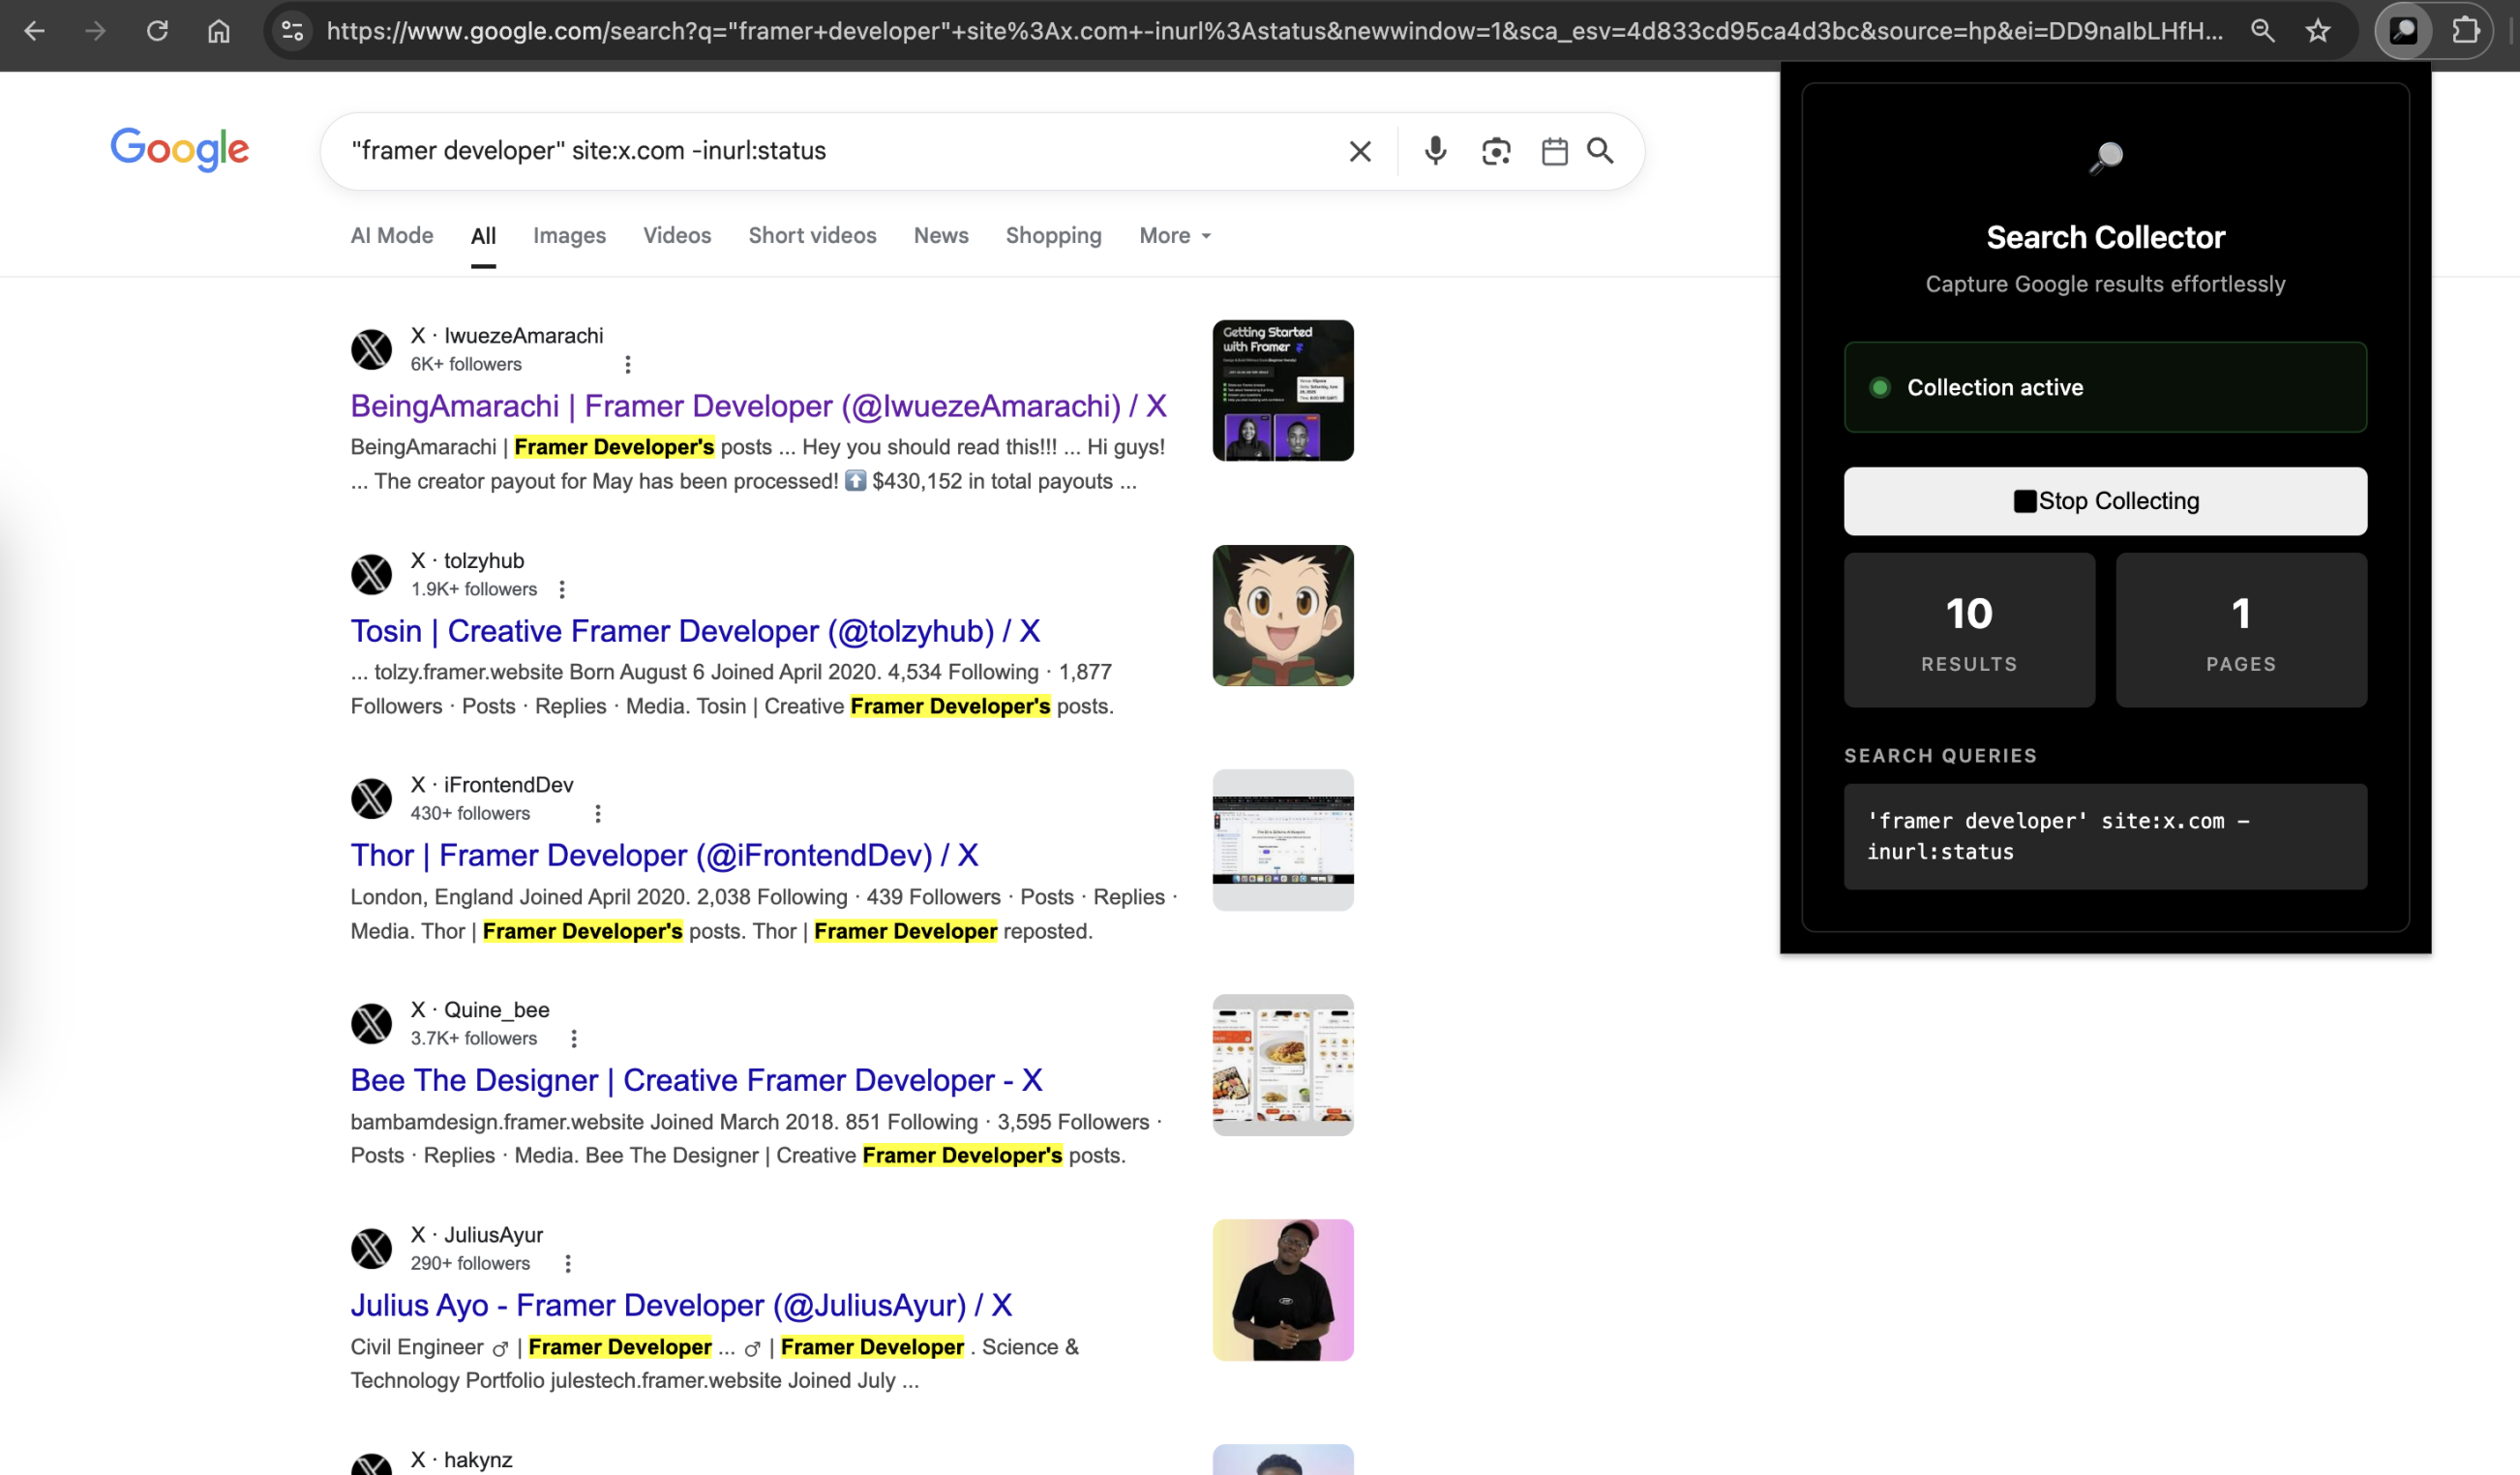 https://www.google.com/search?q="framer+developer"+site%3Ax.com+-inurl%3Astatus&newwindow=1&sca_esv=4d833cd95ca4d3bc&source=hp&ei=DD9naIbLHfH...
Google
"framer developer" site:x.com -inurl:status
AI Mode
All
Images
Videos
Short videos
News
Shopping
More
X · IwuezeAmarachi
6K+ followers
BeingAmarachi | Framer Developer (@IwuezeAmarachi) / X
BeingAmarachi | Framer Developer's posts ... Hey you should read this!!! ... Hi guys!
... The creator payout for May has been processed! ⬆️ $430,152 in total payouts ...
Getting Started
with Framer
X · tolzyhub
1.9K+ followers
Tosin | Creative Framer Developer (@tolzyhub) / X
... tolzy.framer.website Born August 6 Joined April 2020. 4,534 Following · 1,877
Followers · Posts · Replies · Media. Tosin | Creative Framer Developer's posts.
X · iFrontendDev
430+ followers
Thor | Framer Developer (@iFrontendDev) / X
London, England Joined April 2020. 2,038 Following · 439 Followers · Posts · Replies ·
Media. Thor | Framer Developer's posts. Thor | Framer Developer reposted.
X · Quine_bee
3.7K+ followers
Bee The Designer | Creative Framer Developer - X
bambamdesign.framer.website Joined March 2018. 851 Following · 3,595 Followers ·
Posts · Replies · Media. Bee The Designer | Creative Framer Developer's posts.
X · JuliusAyur
290+ followers
Julius Ayo - Framer Developer (@JuliusAyur) / X
Civil Engineer ♂ | Framer Developer ... ♂ | Framer Developer . Science &
Technology Portfolio julestech.framer.website Joined July ...
X · hakynz
Search Collector
Capture Google results effortlessly
Collection active
Stop Collecting
10
RESULTS
1
PAGES
SEARCH QUERIES
'framer developer' site:x.com -
inurl:status